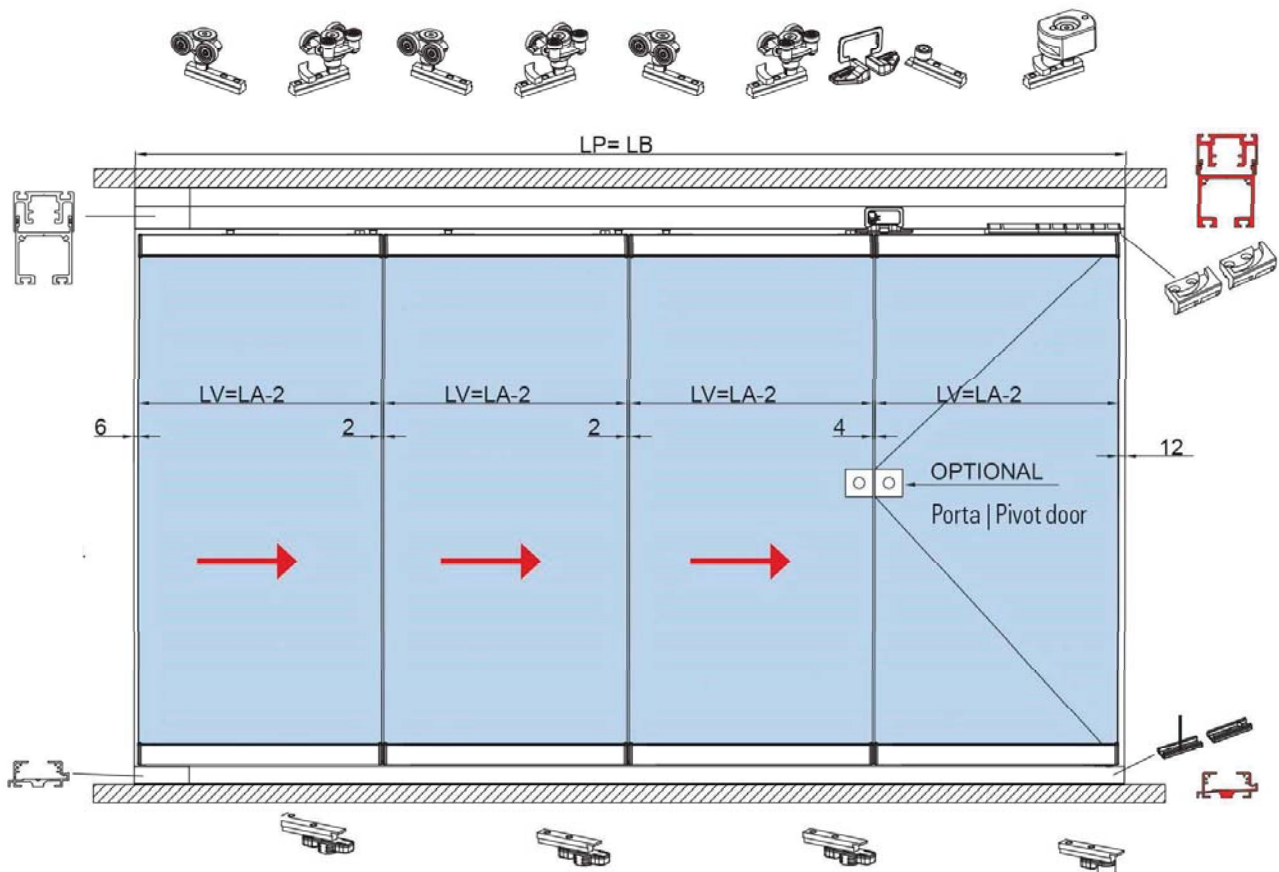 LP= LB
LV=LA-2
LV=LA-2
LV=LA-2
LV=LA-2
6
2
2
4
12
OPTIONAL
Porta | Pivot door